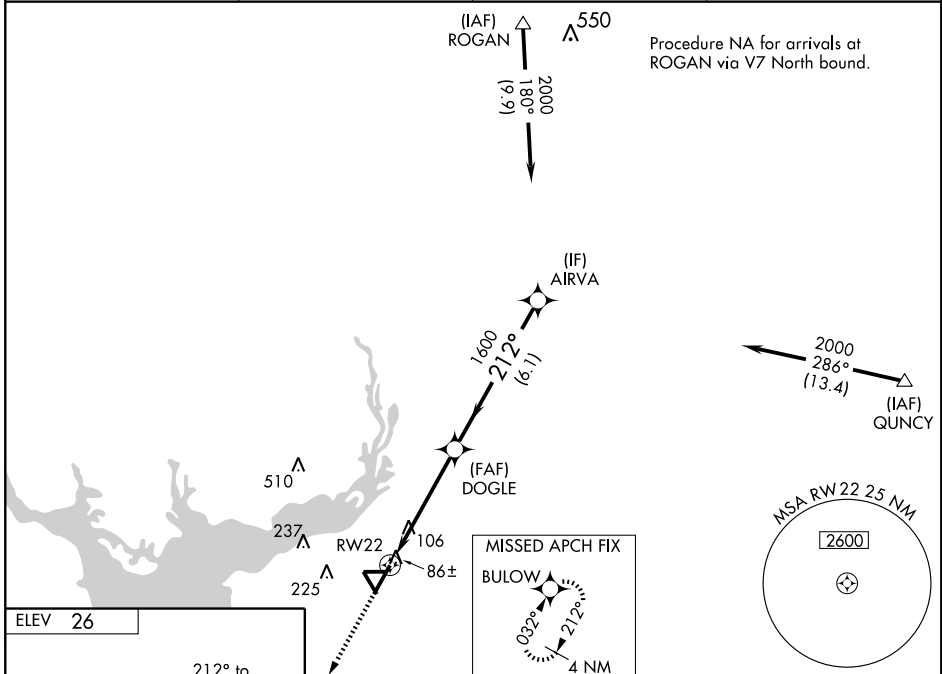 (IAF)
ROGAN
550
Procedure NA for arrivals at
ROGAN via V7 North bound.
2000
180°
(9.9)
(IF)
AIRVA
1600
212°
(6.1)
2000
286°
(13.4)
(IAF)
QUNCY
(FAF)
DOGLE
510
237
225
RW22
106
86±
MISSED APCH FIX
BULOW
032°
212°
4 NM
MSA RW22 25 NM
2600
ELEV 26
212° to